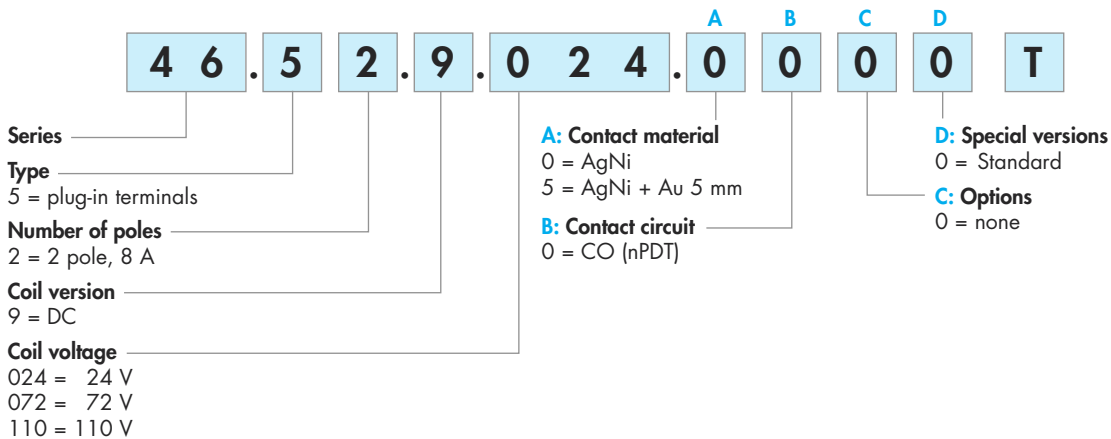 A B C D
4 6 . 5 2 . 9 . 0 2 4 . 0 0 0 0 T
Series
Type
5 = plug-in terminals
Number of poles
2 = 2 pole, 8 A
Coil version
9 = DC
Coil voltage
024 = 24 V
072 = 72 V
110 = 110 V
A: Contact material
0 = AgNi
5 = AgNi + Au 5 mm
B: Contact circuit
0 = CO (nPDT)
D: Special versions
0 = Standard
C: Options
0 = none